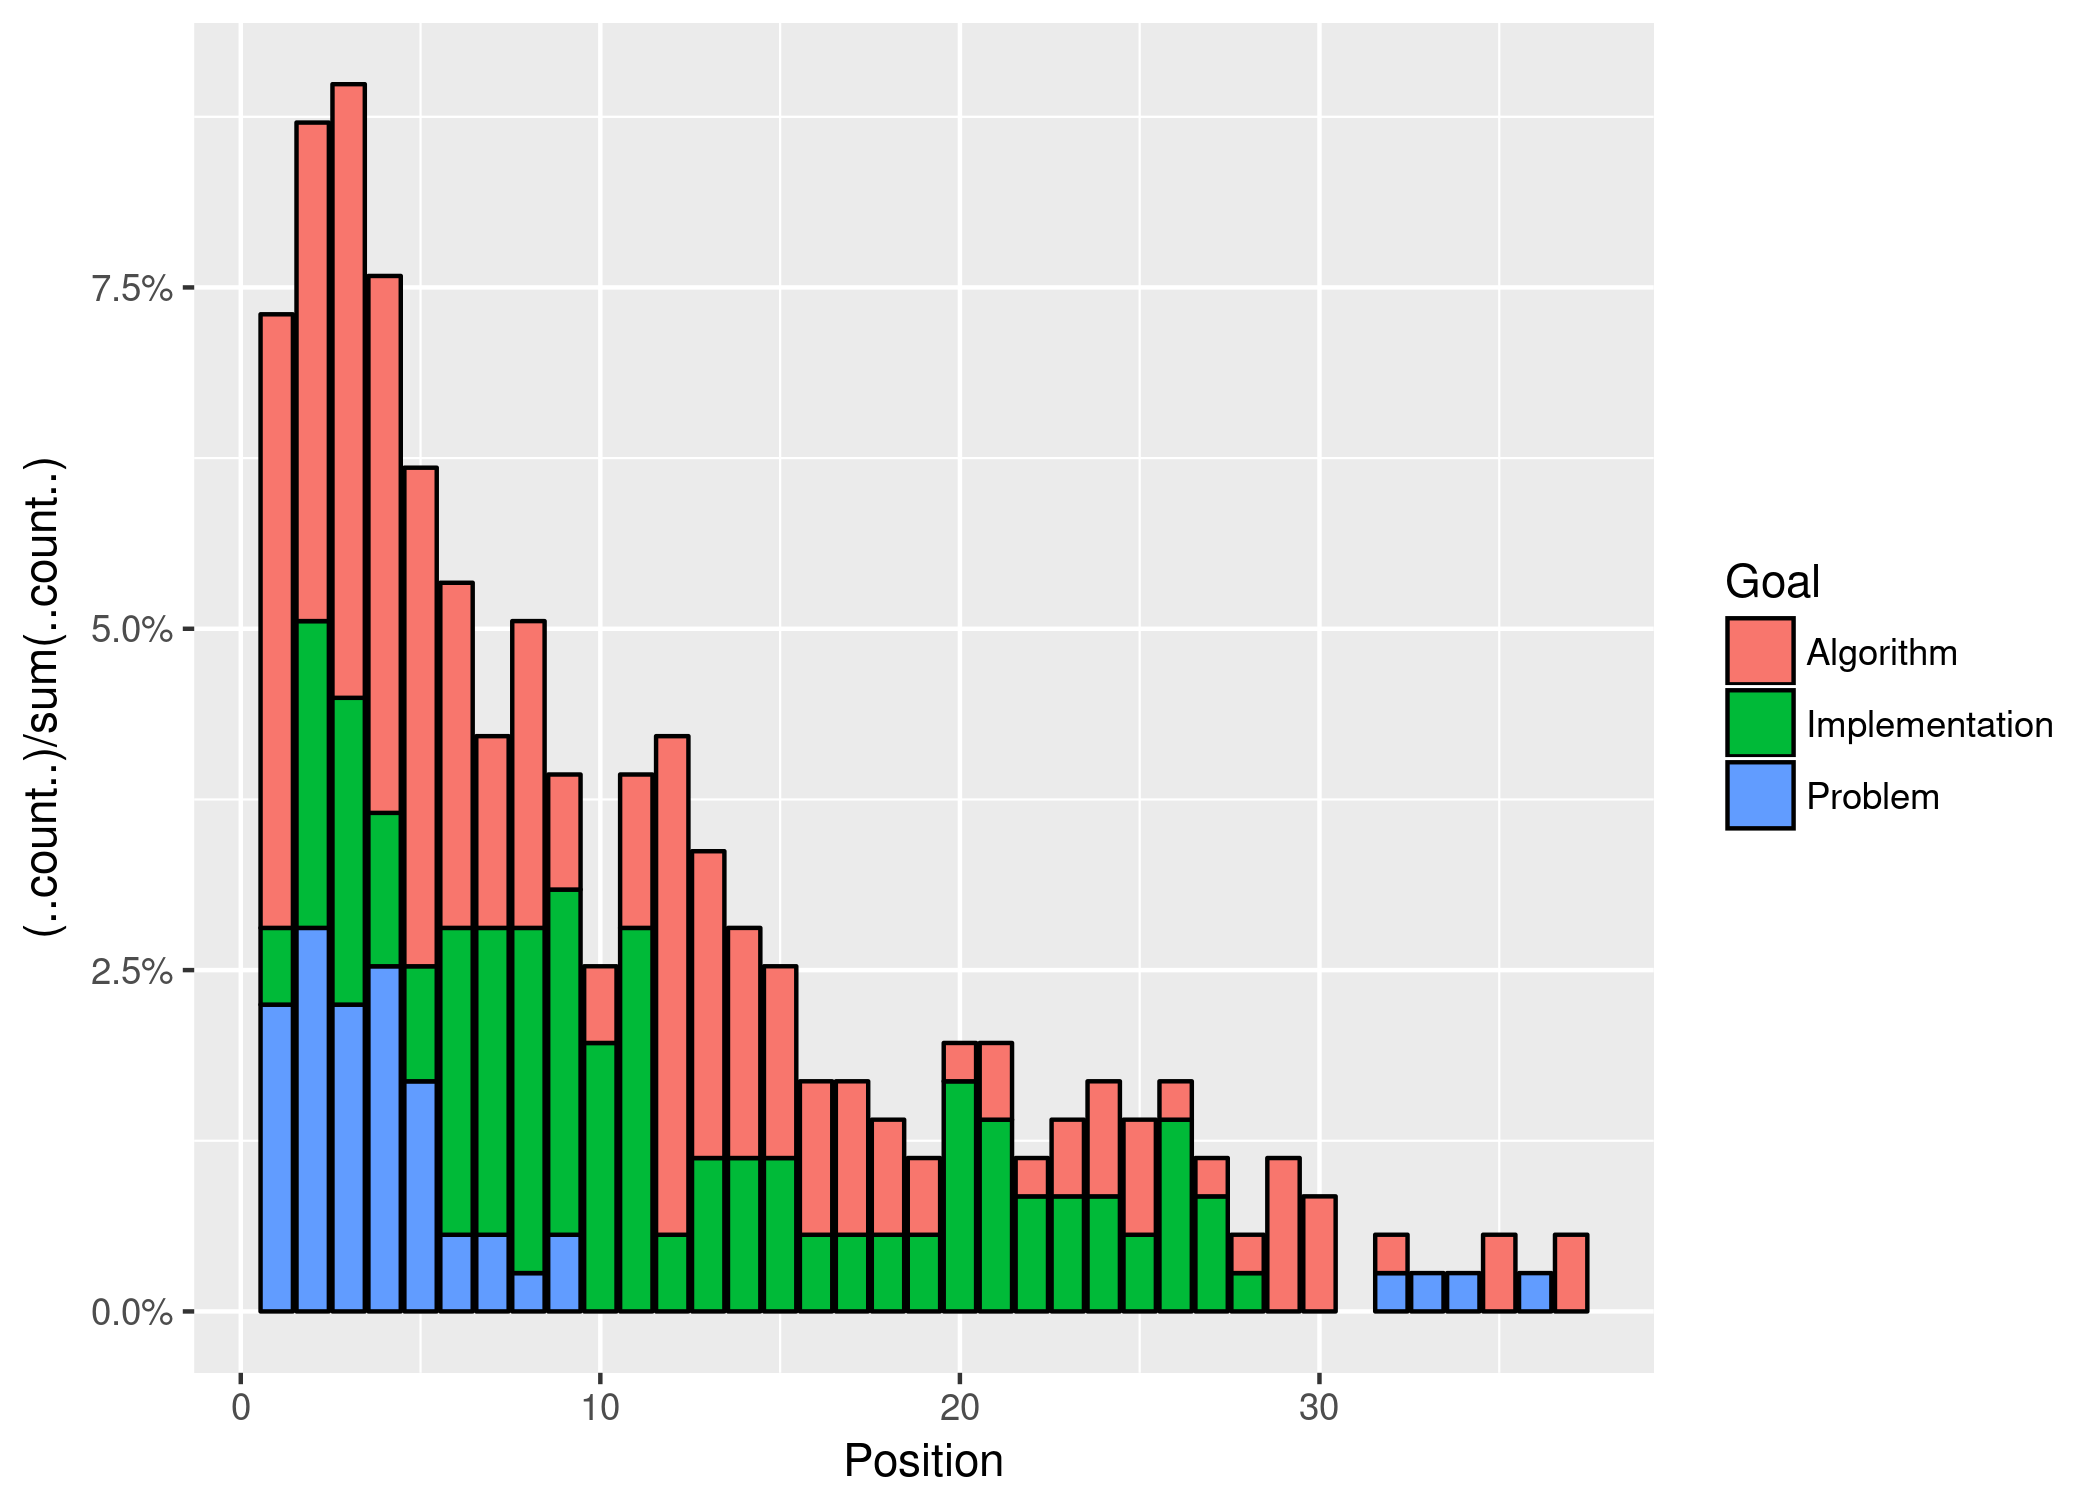 (..count..)/sum(..count..)
7.5%
5.0%
2.5%
0.0%
0
10
20
30
Position
Goal
Algorithm
Implementation
Problem